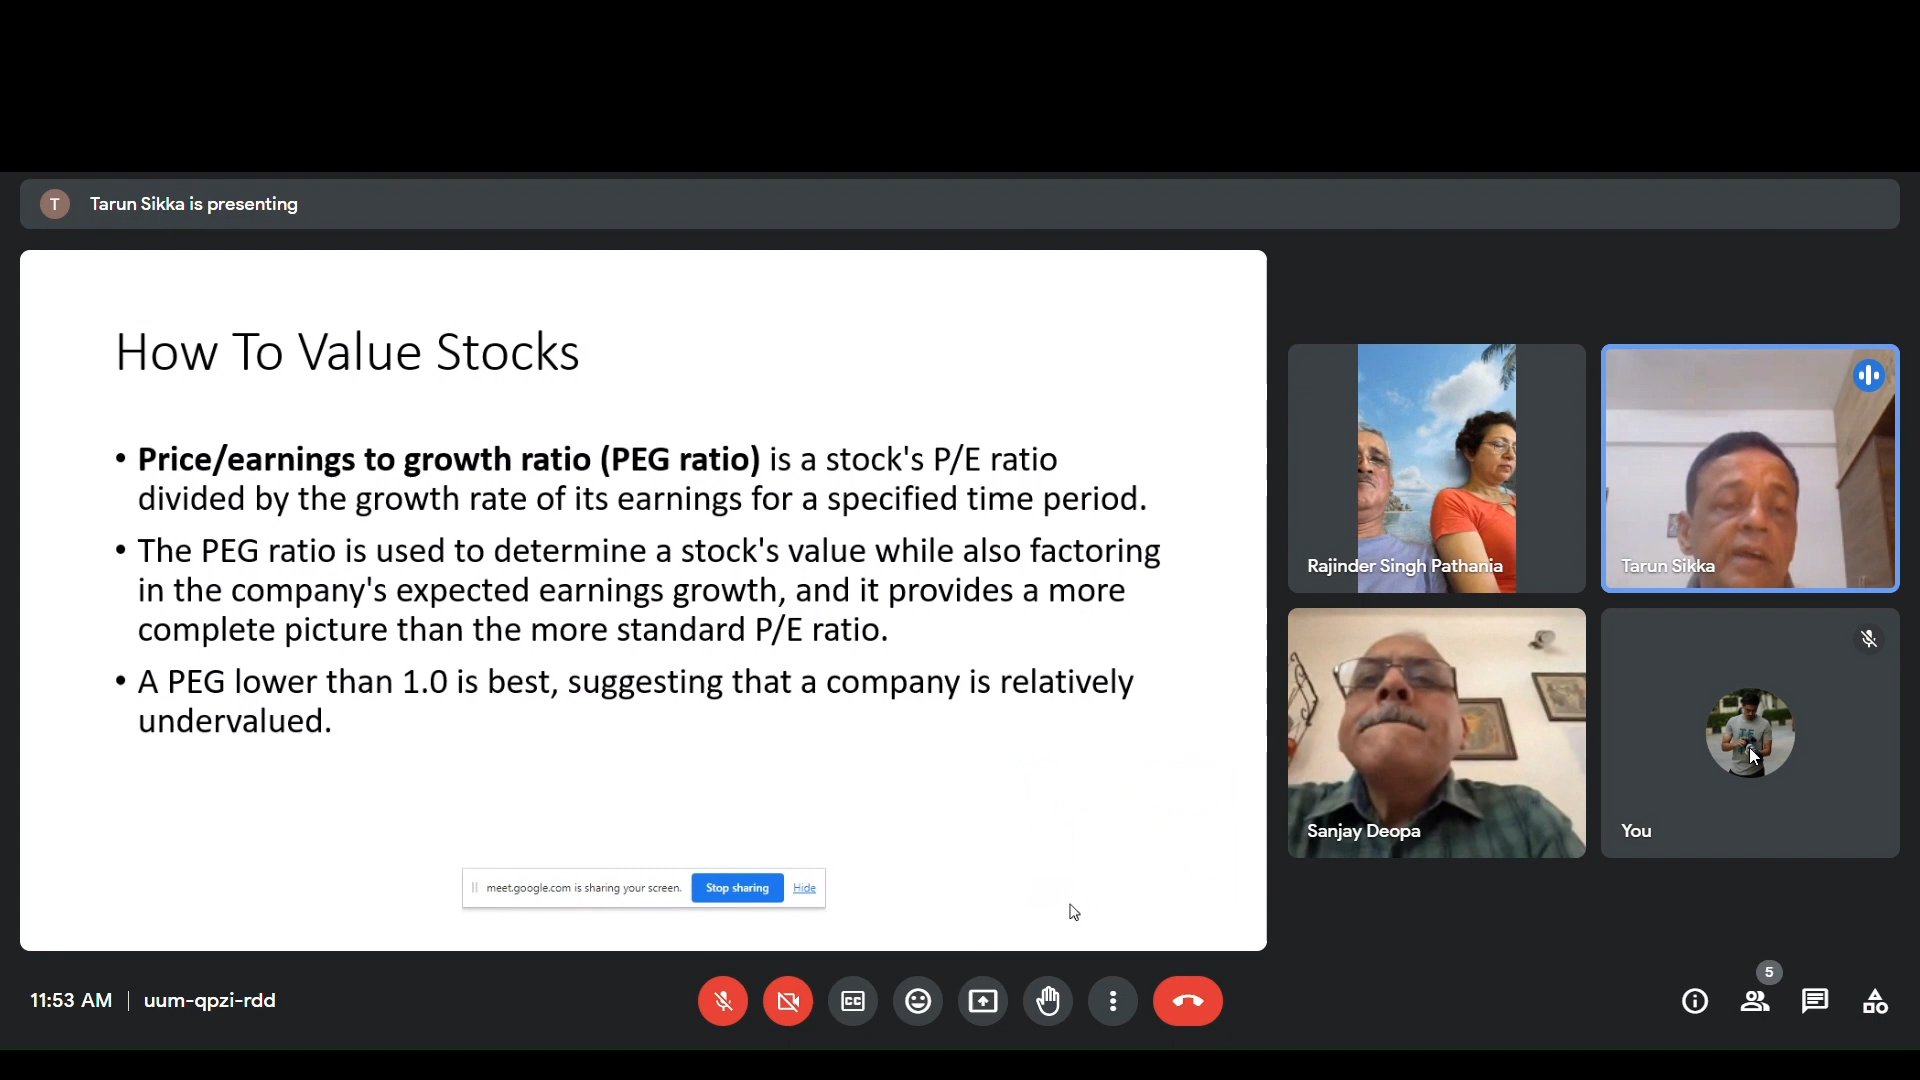 T
Tarun Sikka is presenting
How To Value Stocks
• Price/earnings to growth ratio (PEG ratio) is a stock's P/E ratio
divided by the growth rate of its earnings for a specified time period.
• The PEG ratio is used to determine a stock's value while also factoring
in the company's expected earnings growth, and it provides a more
complete picture than the more standard P/E ratio.
• A PEG lower than 1.0 is best, suggesting that a company is relatively
undervalued.
meet.google.com is sharing your screen. Stop sharing Hide
Rajinder Singh Pathania
Tarun Sikka
Sanjay Deopa
You
11:53 AM | uum-qpzi-rdd
CC
5